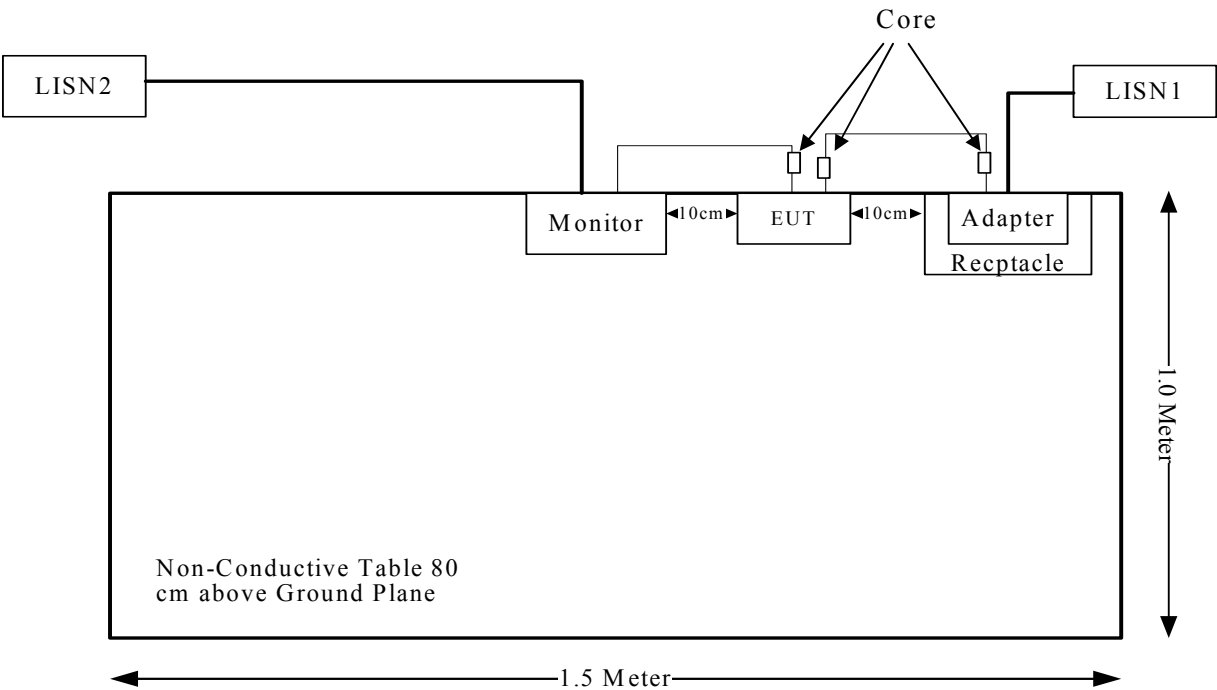 Core
LISN2
LISN1
Monitor
10cm
EUT
10cm
Adapter
Recptacle
1.0 Meter
Non-Conductive Table 80
cm above Ground Plane
1.5 Meter